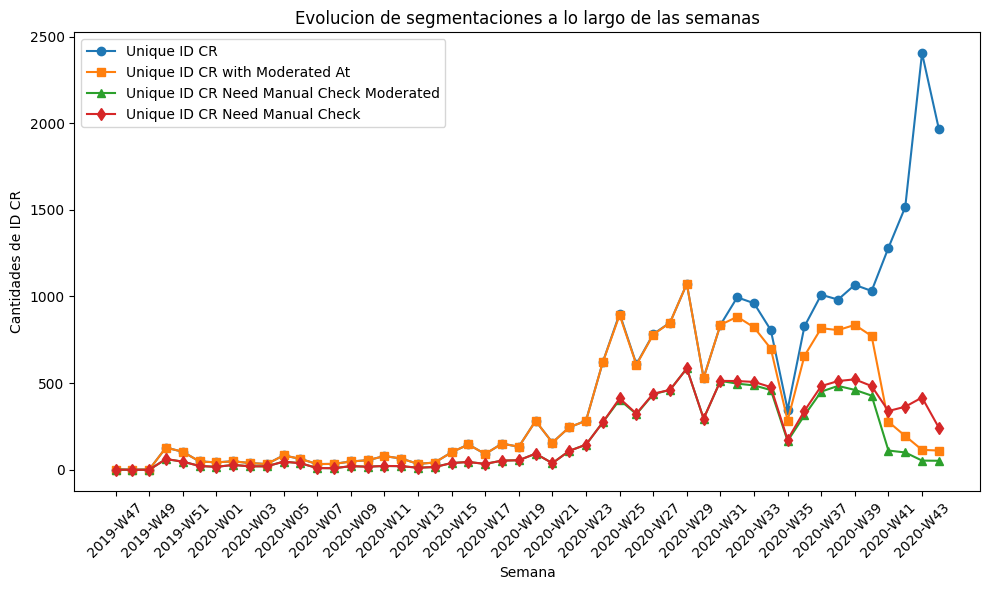 Evolucion de segmentaciones a lo largo de las semanas
Unique ID CR
Unique ID CR with Moderated At
Unique ID CR Need Manual Check Moderated
Unique ID CR Need Manual Check
Cantidades de ID CR
2500
2000
1500
1000
500
0
2019-W47
2019-W49
2019-W51
2020-W01
2020-W03
2020-W05
2020-W07
2020-W09
2020-W11
2020-W13
2020-W15
2020-W17
2020-W19
2020-W21
2020-W23
2020-W25
2020-W27
2020-W29
2020-W31
2020-W33
2020-W35
2020-W37
2020-W39
2020-W41
2020-W43
Semana